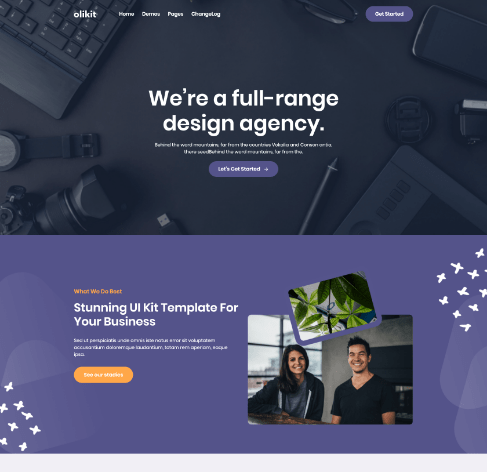 olikit
Home Demos Pages ChangeLog
Get Started
We're a full-range
design agency.
Behind the word mountains, far from the countries Vokalia and Conson antia,
there seedBehind the word mountains, far from the.
Let's Get Started →
What We Do Best
Stunning UI Kit Template For
Your Business
Sed ut perspiciatis unde omnis iste natus error sit voluptatem
accusantium doloremque laudantium, totam rem aperiam, eaque
ipsa.
See our studies